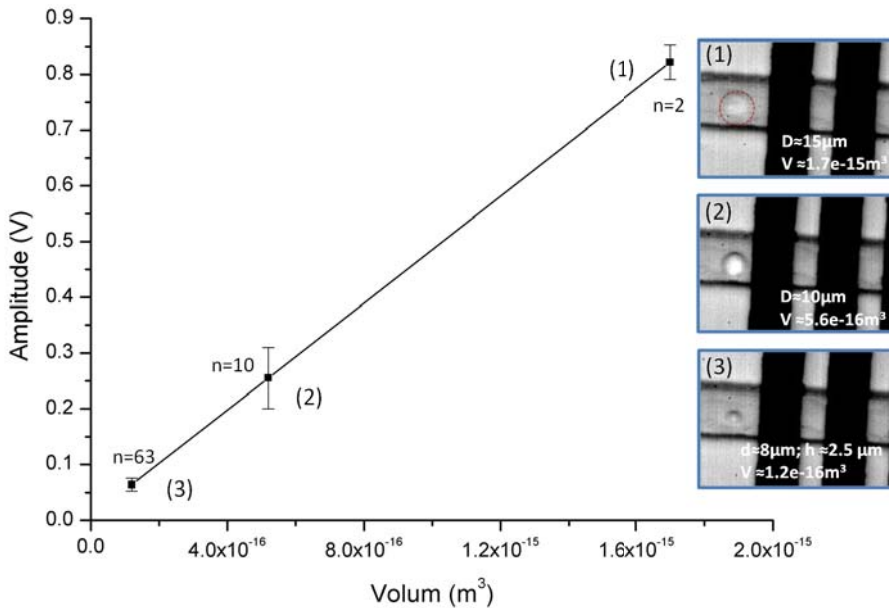 0.9
0.8
0.7
0.6
0.5
0.4
0.3
0.2
0.1
0.0
Amplitude (V)
0.0
4.0x10⁻¹⁶
8.0x10⁻¹⁶
1.2x10⁻¹⁵
1.6x10⁻¹⁵
2.0x10⁻¹⁵
Volum (m³)
(1)
n=2
n=10
(2)
n=63
(3)
(1)
D≈15μm
V ≈1.7e-15m³
(2)
D≈10μm
V ≈5.6e-16m³
(3)
d≈8μm; h ≈2.5 μm
V ≈1.2e-16m³